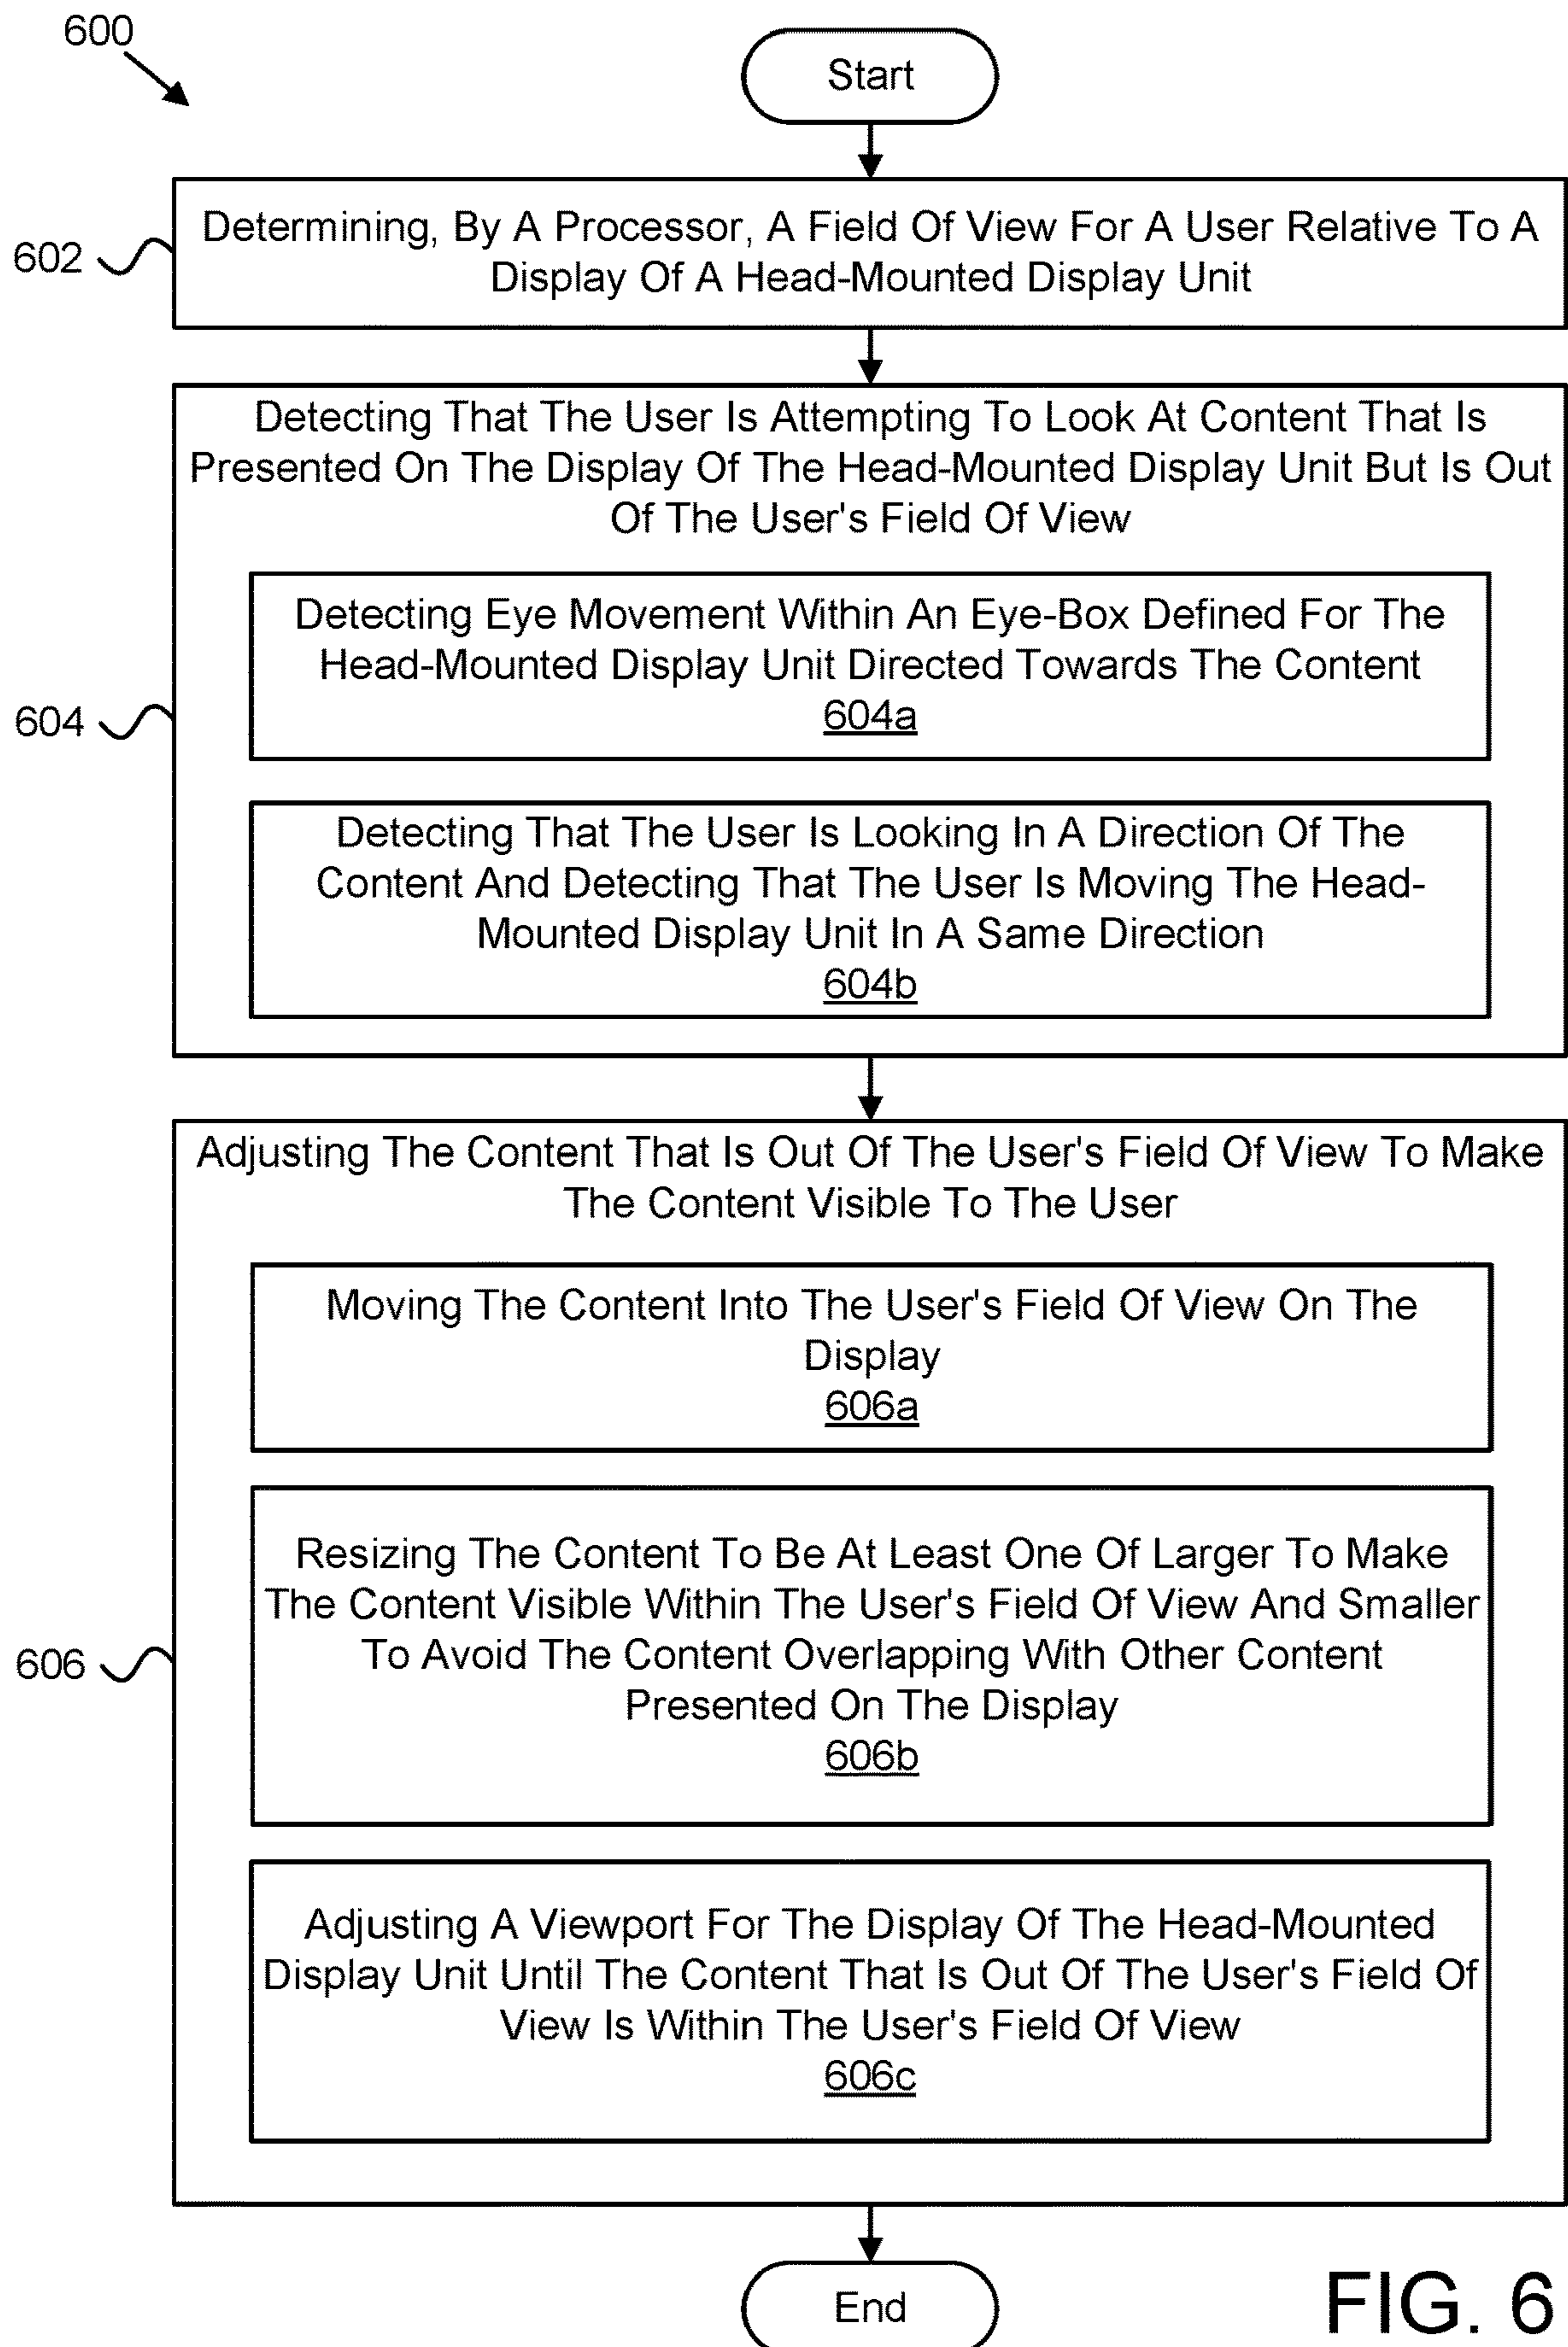 600
Start
602
Determining, By A Processor, A Field Of View For A User Relative To A
Display Of A Head-Mounted Display Unit
604
Detecting That The User Is Attempting To Look At Content That Is
Presented On The Display Of The Head-Mounted Display Unit But Is Out
Of The User's Field Of View
Detecting Eye Movement Within An Eye-Box Defined For The
Head-Mounted Display Unit Directed Towards The Content
604a
Detecting That The User Is Looking In A Direction Of The
Content And Detecting That The User Is Moving The Head-
Mounted Display Unit In A Same Direction
604b
606
Adjusting The Content That Is Out Of The User's Field Of View To Make
The Content Visible To The User
Moving The Content Into The User's Field Of View On The
Display
606a
Resizing The Content To Be At Least One Of Larger To Make
The Content Visible Within The User's Field Of View And Smaller
To Avoid The Content Overlapping With Other Content
Presented On The Display
606b
Adjusting A Viewport For The Display Of The Head-Mounted
Display Unit Until The Content That Is Out Of The User's Field Of
View Is Within The User's Field Of View
606c
End
FIG. 6